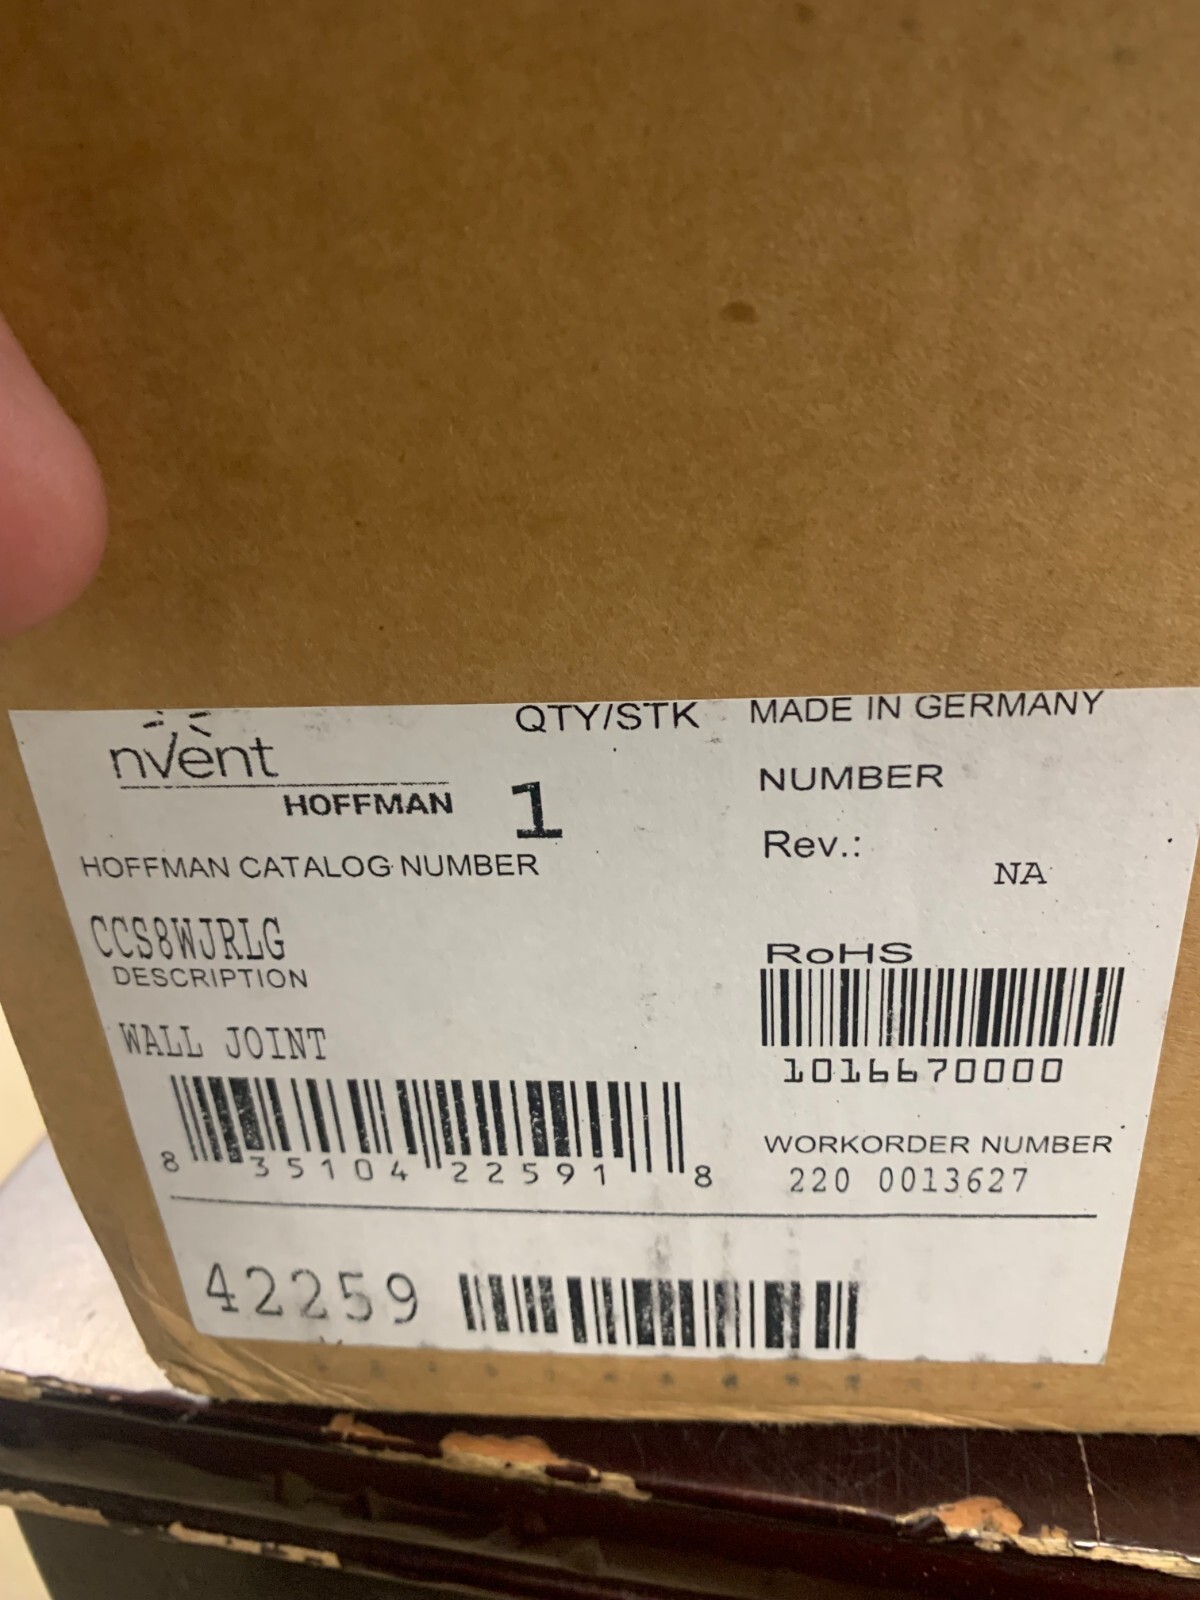 nVent
HOFFMAN
QTY/STK
1
MADE IN GERMANY
NUMBER
Rev.:
NA
HOFFMAN CATALOG NUMBER
CCS8WJRLG
DESCRIPTION
WALL JOINT
8 35104 22591 8
RoHS
1016670000
WORKORDER NUMBER
220 0013627
42259